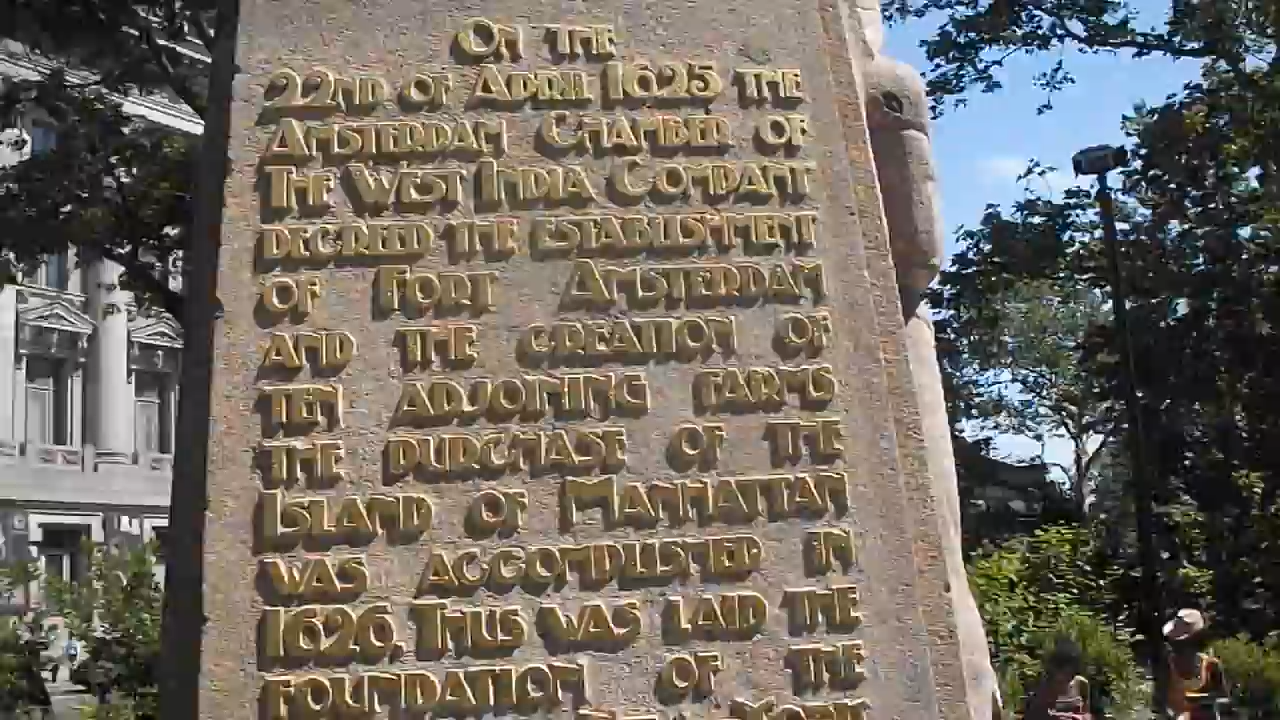 On the
22nd of April 1625 the
Amsterdam Chamber of
The West India Company
decreed the establishment
of Fort Amsterdam
and the creation of
ten adjoining farms
the purchase of the
Island of Manhattan
was accomplished in
1626. Thus was laid the
foundation of the
York